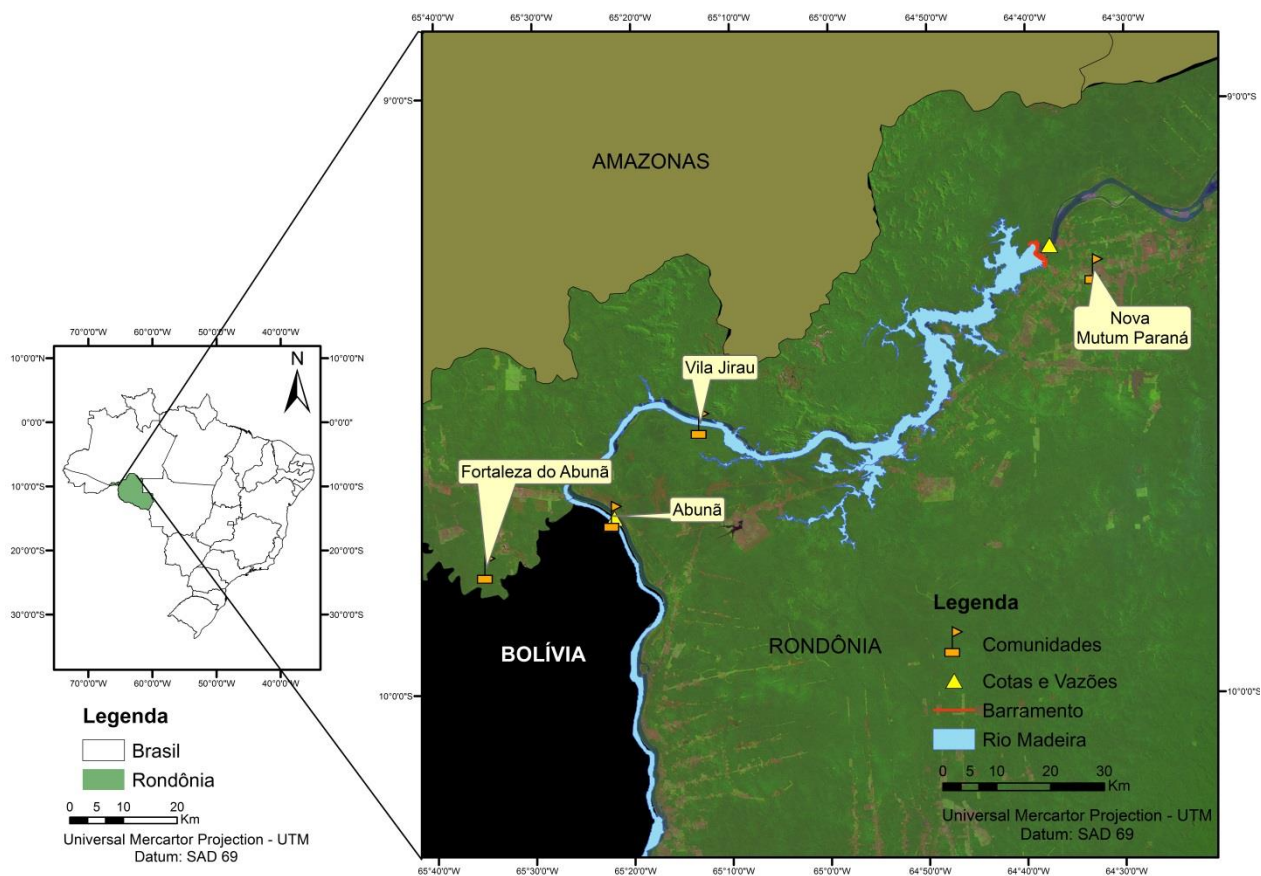 65°40'0"W 65°30'0"W 65°20'0"W 65°10'0"W 65°0'0"W 64°50'0"W 64°40'0"W 64°30'0"W
9°0'0"S
9°0'0"S
AMAZONAS
Nova
Mutum Paraná
Vila Jirau
Fortaleza do Abunã
Abunã
BOLÍVIA
RONDÔNIA
10°0'0"S
10°0'0"S
Legenda
Comunidades
Cotas e Vazões
Barramento
Rio Madeira
0 5 10 20 30
Km
Universal Mercartor Projection - UTM
Datum: SAD 69
65°40'0"W 65°30'0"W 65°20'0"W 65°10'0"W 65°0'0"W 64°50'0"W 64°40'0"W 64°30'0"W
70°0'0"W 60°0'0"W 50°0'0"W 40°0'0"W
N
10°0'0"N
10°0'0"N
0°0'0"
0°0'0"
10°0'0"S
10°0'0"S
20°0'0"S
20°0'0"S
30°0'0"S
30°0'0"S
70°0'0"W 60°0'0"W 50°0'0"W 40°0'0"W
Legenda
Brasil
Rondônia
0 5 10 20
Km
Universal Mercartor Projection - UTM
Datum: SAD 69